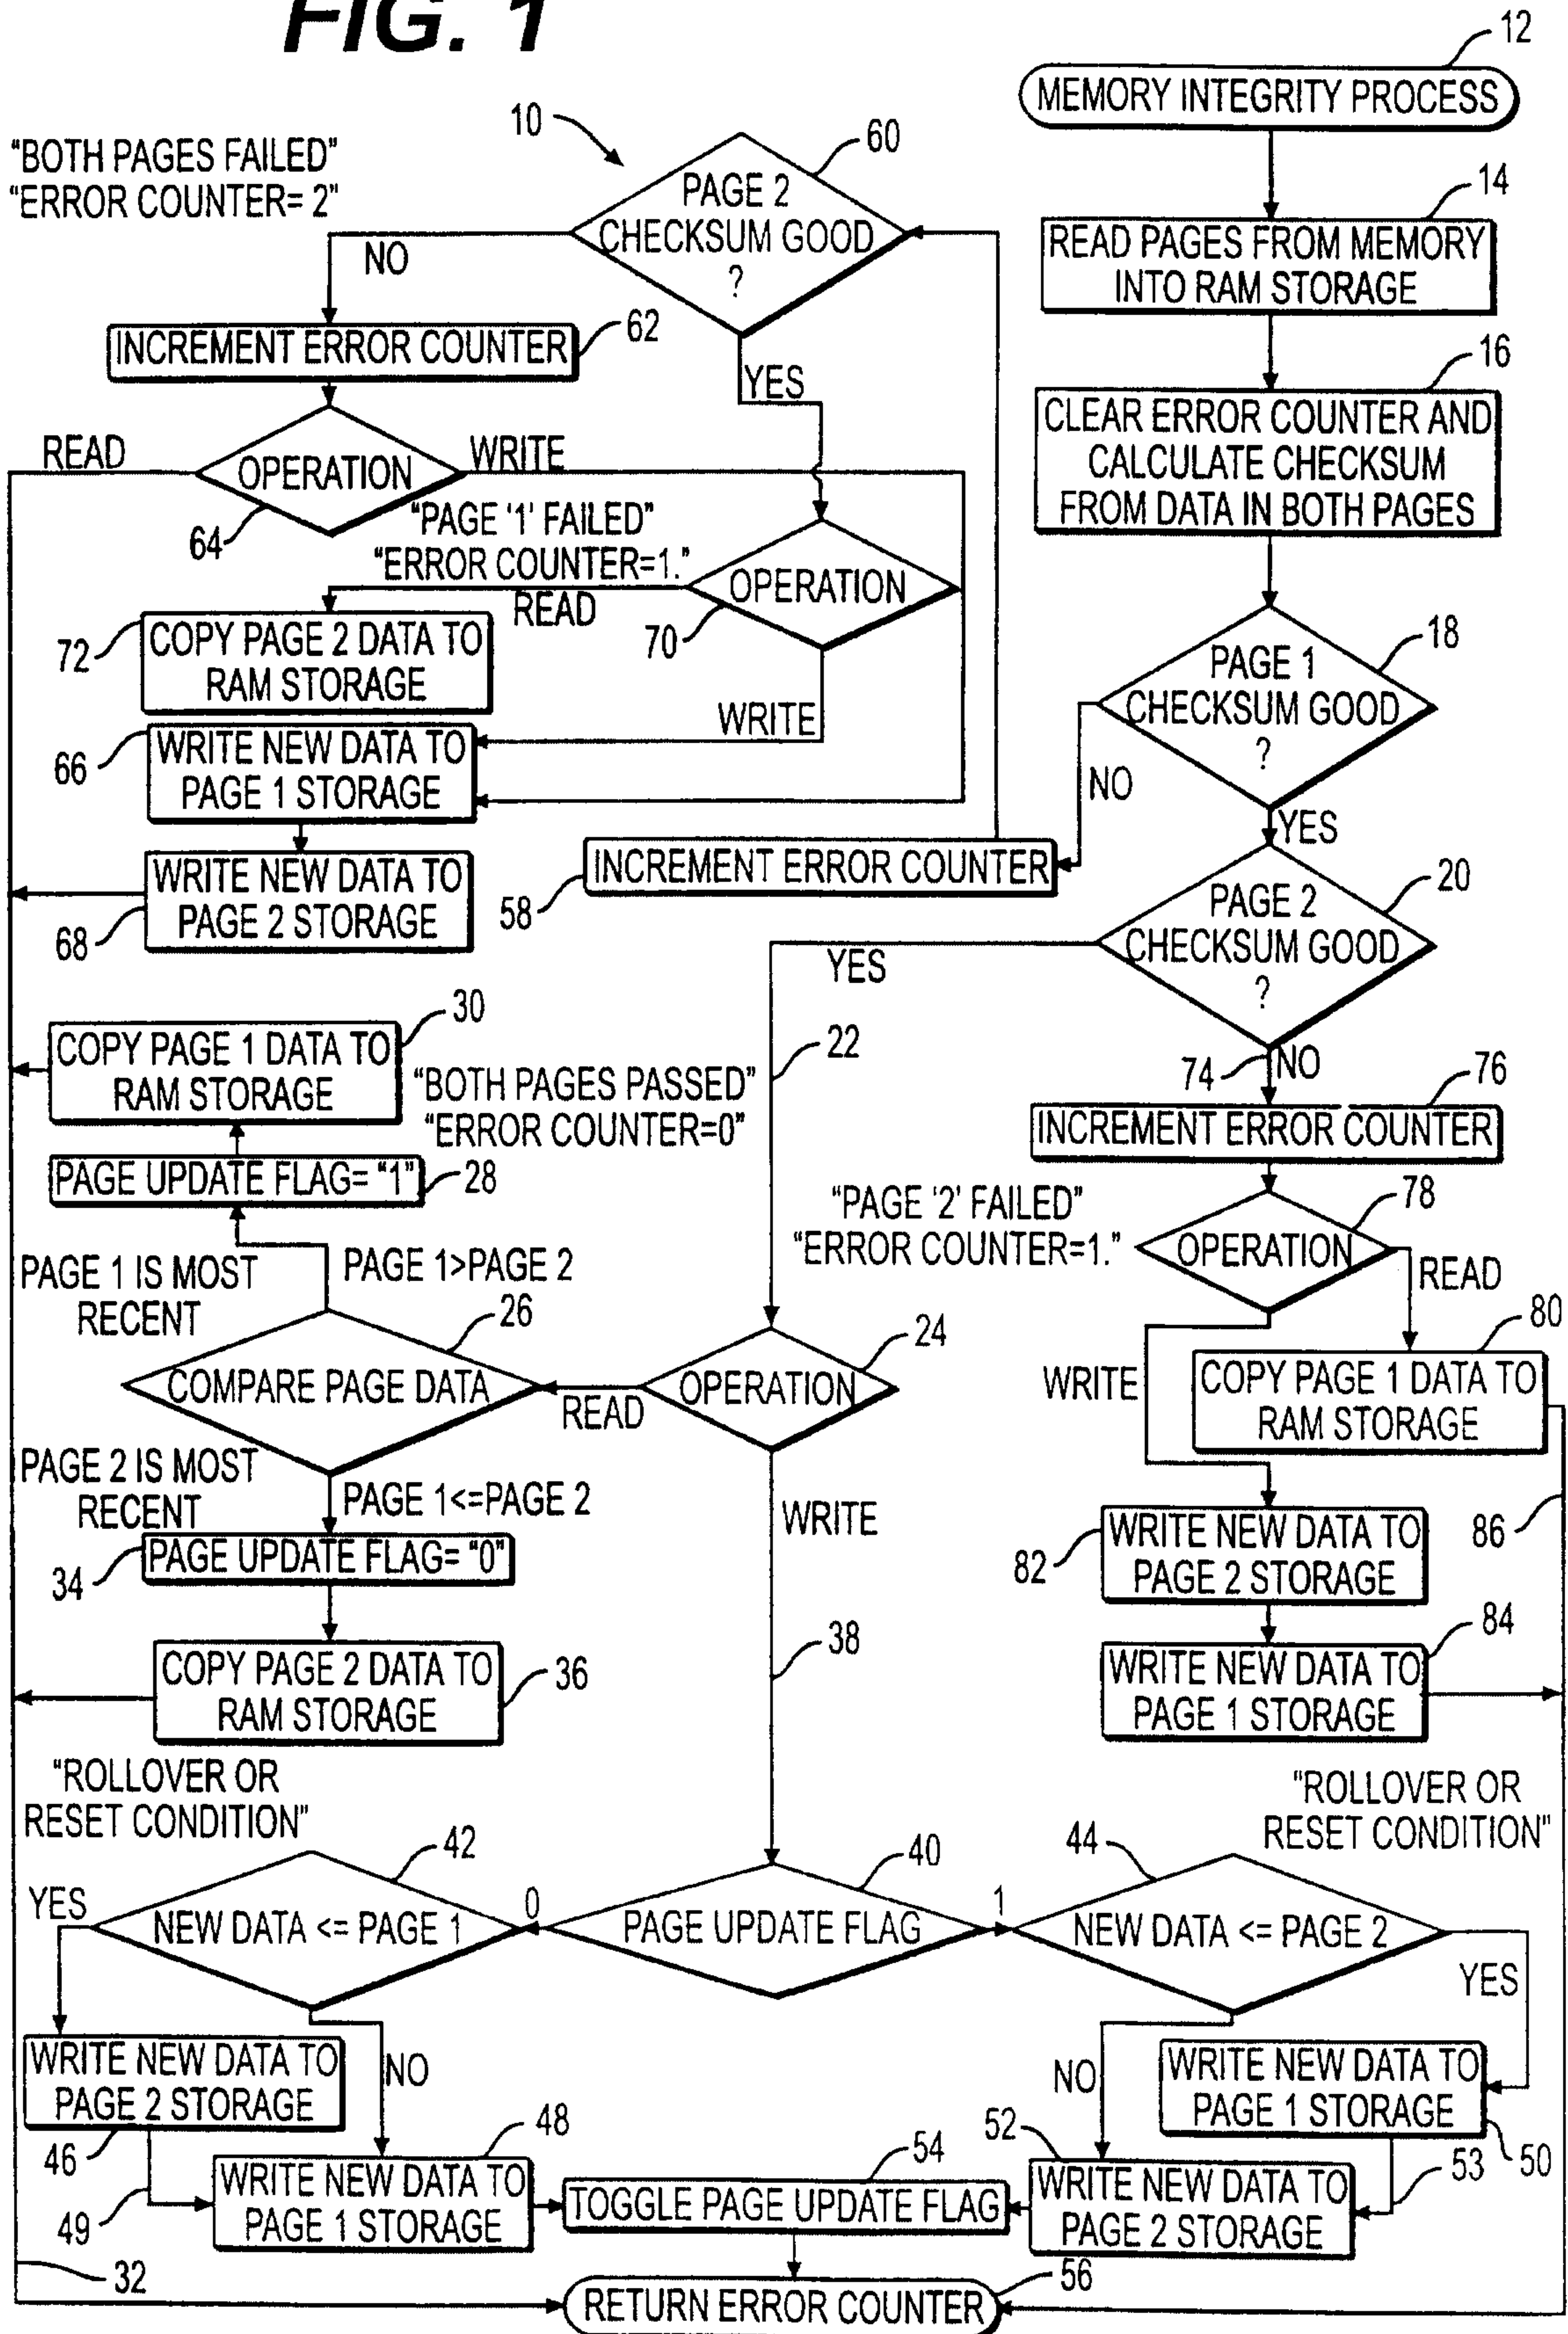 FIG. 1
12
MEMORY INTEGRITY PROCESS
14
READ PAGES FROM MEMORY
INTO RAM STORAGE
16
CLEAR ERROR COUNTER AND
CALCULATE CHECKSUM
FROM DATA IN BOTH PAGES
18
PAGE 1
CHECKSUM GOOD
?
NO
YES
20
PAGE 2
CHECKSUM GOOD
?
YES
74
NO
76
INCREMENT ERROR COUNTER
78
"PAGE '2' FAILED"
"ERROR COUNTER=1."
OPERATION
READ
80
WRITE
COPY PAGE 1 DATA TO
RAM STORAGE
86
82
WRITE NEW DATA TO
PAGE 2 STORAGE
84
WRITE NEW DATA TO
PAGE 1 STORAGE
10
"BOTH PAGES FAILED"
"ERROR COUNTER= 2"
60
PAGE 2
CHECKSUM GOOD
?
NO
YES
INCREMENT ERROR COUNTER
62
READ
OPERATION
WRITE
64
"PAGE '1' FAILED"
"ERROR COUNTER=1."
READ
OPERATION
70
72
COPY PAGE 2 DATA TO
RAM STORAGE
WRITE
66
WRITE NEW DATA TO
PAGE 1 STORAGE
68
WRITE NEW DATA TO
PAGE 2 STORAGE
58
INCREMENT ERROR COUNTER
30
COPY PAGE 1 DATA TO
RAM STORAGE
"BOTH PAGES PASSED"
"ERROR COUNTER=0"
22
PAGE UPDATE FLAG= "1"
28
PAGE 1 IS MOST
RECENT
PAGE 1>PAGE 2
26
COMPARE PAGE DATA
READ
24
OPERATION
PAGE 2 IS MOST
RECENT
PAGE 1<=PAGE 2
WRITE
34
PAGE UPDATE FLAG= "0"
38
COPY PAGE 2 DATA TO
RAM STORAGE
36
"ROLLOVER OR
RESET CONDITION"
"ROLLOVER OR
RESET CONDITION"
42
40
44
YES
NEW DATA <= PAGE 1
0
PAGE UPDATE FLAG
1
NEW DATA <= PAGE 2
YES
WRITE NEW DATA TO
PAGE 2 STORAGE
46
NO
NO
WRITE NEW DATA TO
PAGE 1 STORAGE
50
49
48
WRITE NEW DATA TO
PAGE 1 STORAGE
54
TOGGLE PAGE UPDATE FLAG
52
WRITE NEW DATA TO
PAGE 2 STORAGE
53
32
56
RETURN ERROR COUNTER